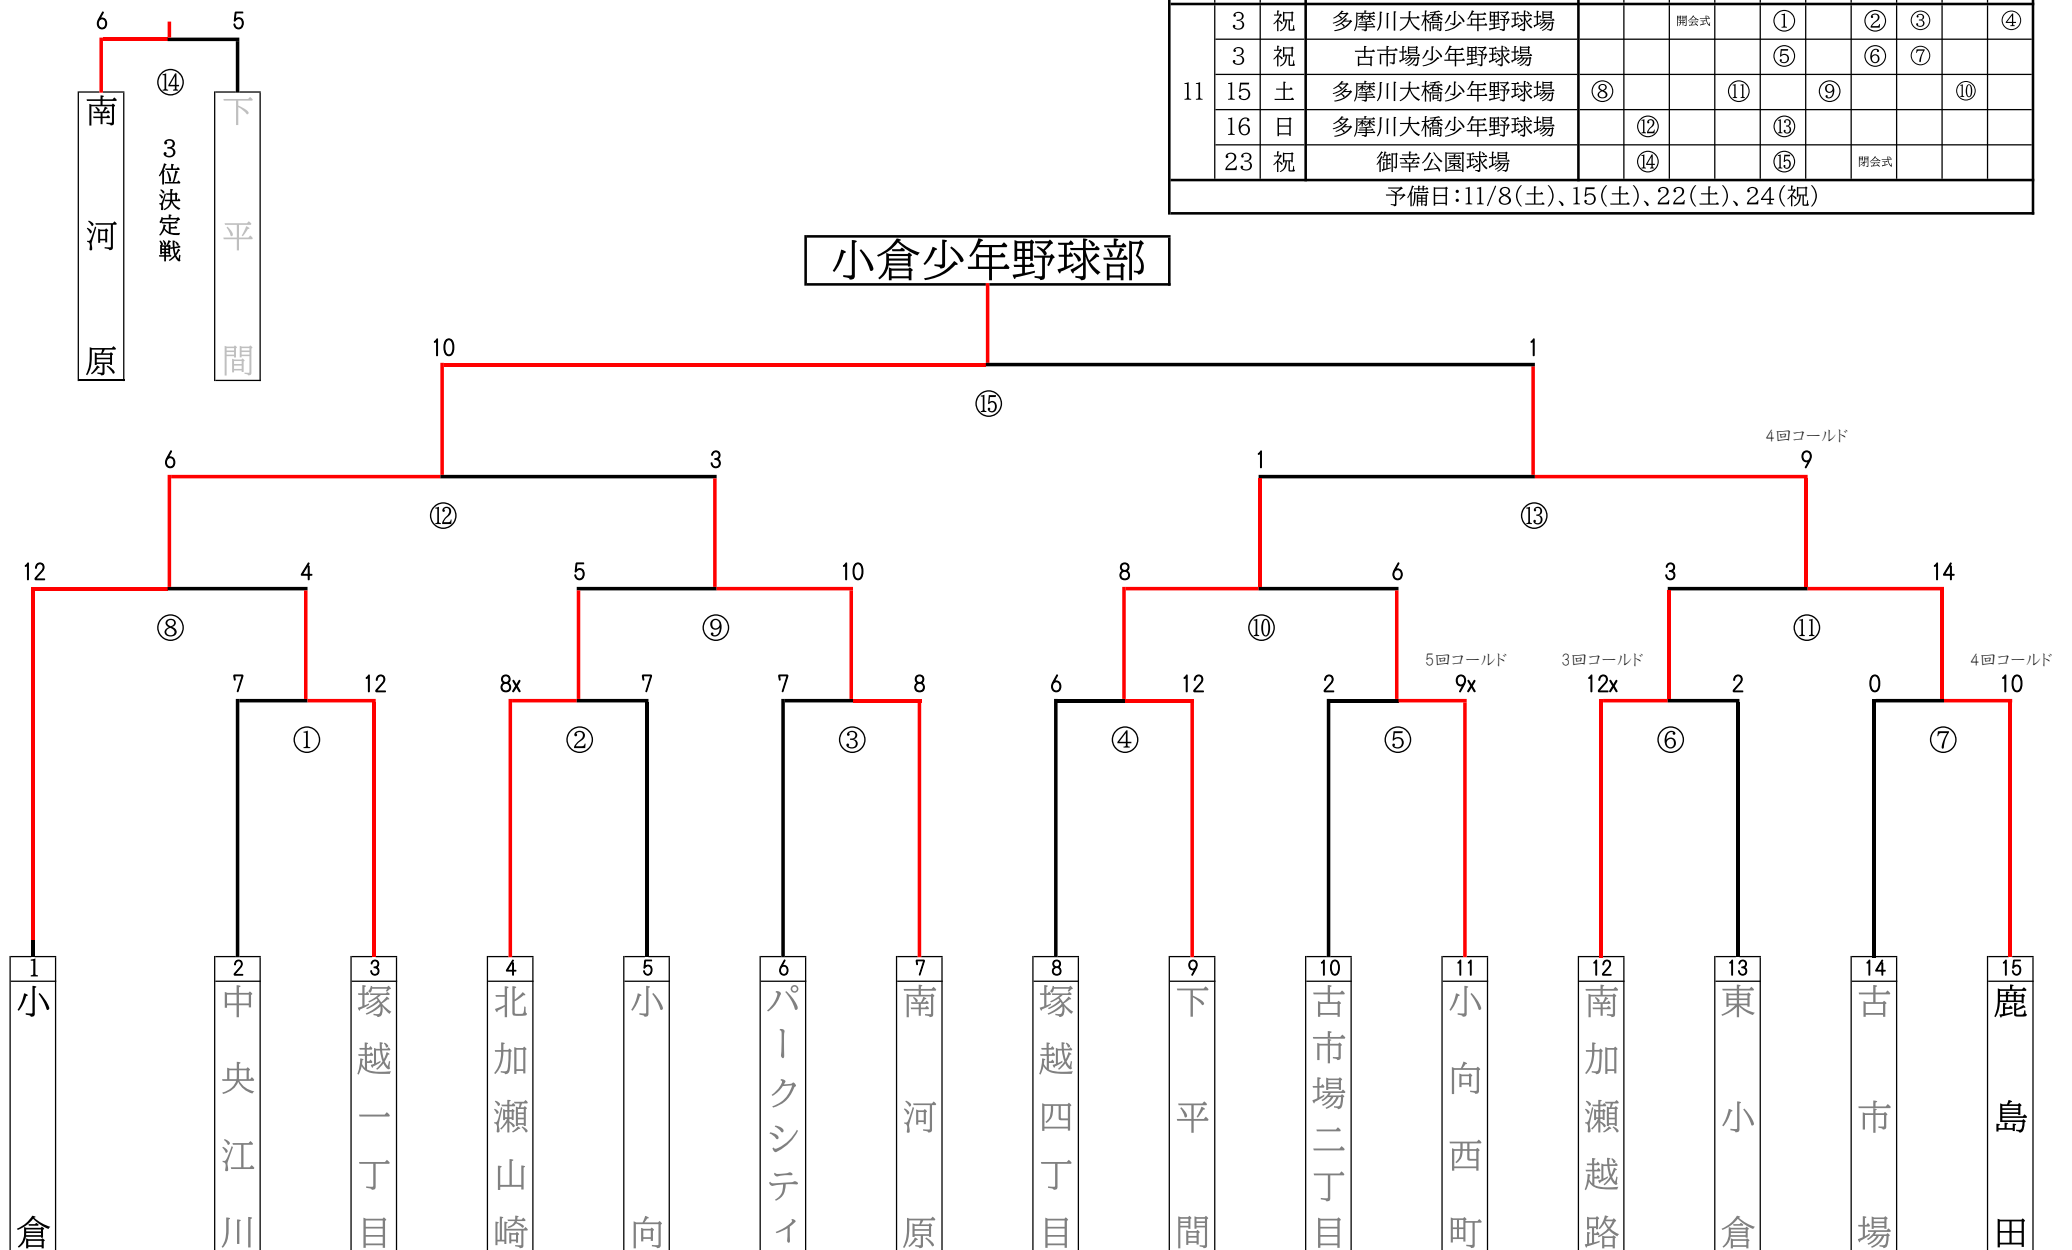 6 5
⑭
南河原
3位決定戦
下平間
11
3 祝 多摩川大橋少年野球場 開会式 ① ② ③ ④
3 祝 古市場少年野球場 ⑤ ⑥ ⑦
15 土 多摩川大橋少年野球場 ⑧ ⑪ ⑨ ⑩
16 日 多摩川大橋少年野球場 ⑫ ⑬
23 祝 御幸公園球場 ⑭ ⑮ 閉会式
予備日：11/8（土）、15（土）、22（土）、24（祝）
小倉少年野球部
10 1
⑮
4回コールド
6 3 1 9
⑫ ⑬
12 4 5 10 8 6 3 14
⑧ ⑨ ⑩ ⑪
5回コールド 3回コールド 4回コールド
7 12 8x 7 7 8 6 12 2 9x 12x 2 0 10
① ② ③ ④ ⑤ ⑥ ⑦
1 小倉
2 中央江川
3 塚越一丁目
4 北加瀬山崎
5 小向
6 パークシティ
7 南河原
8 塚越四丁目
9 下平間
10 古市場二丁目
11 小向西町
12 南加瀬越路
13 東小倉
14 古市場
15 鹿島田